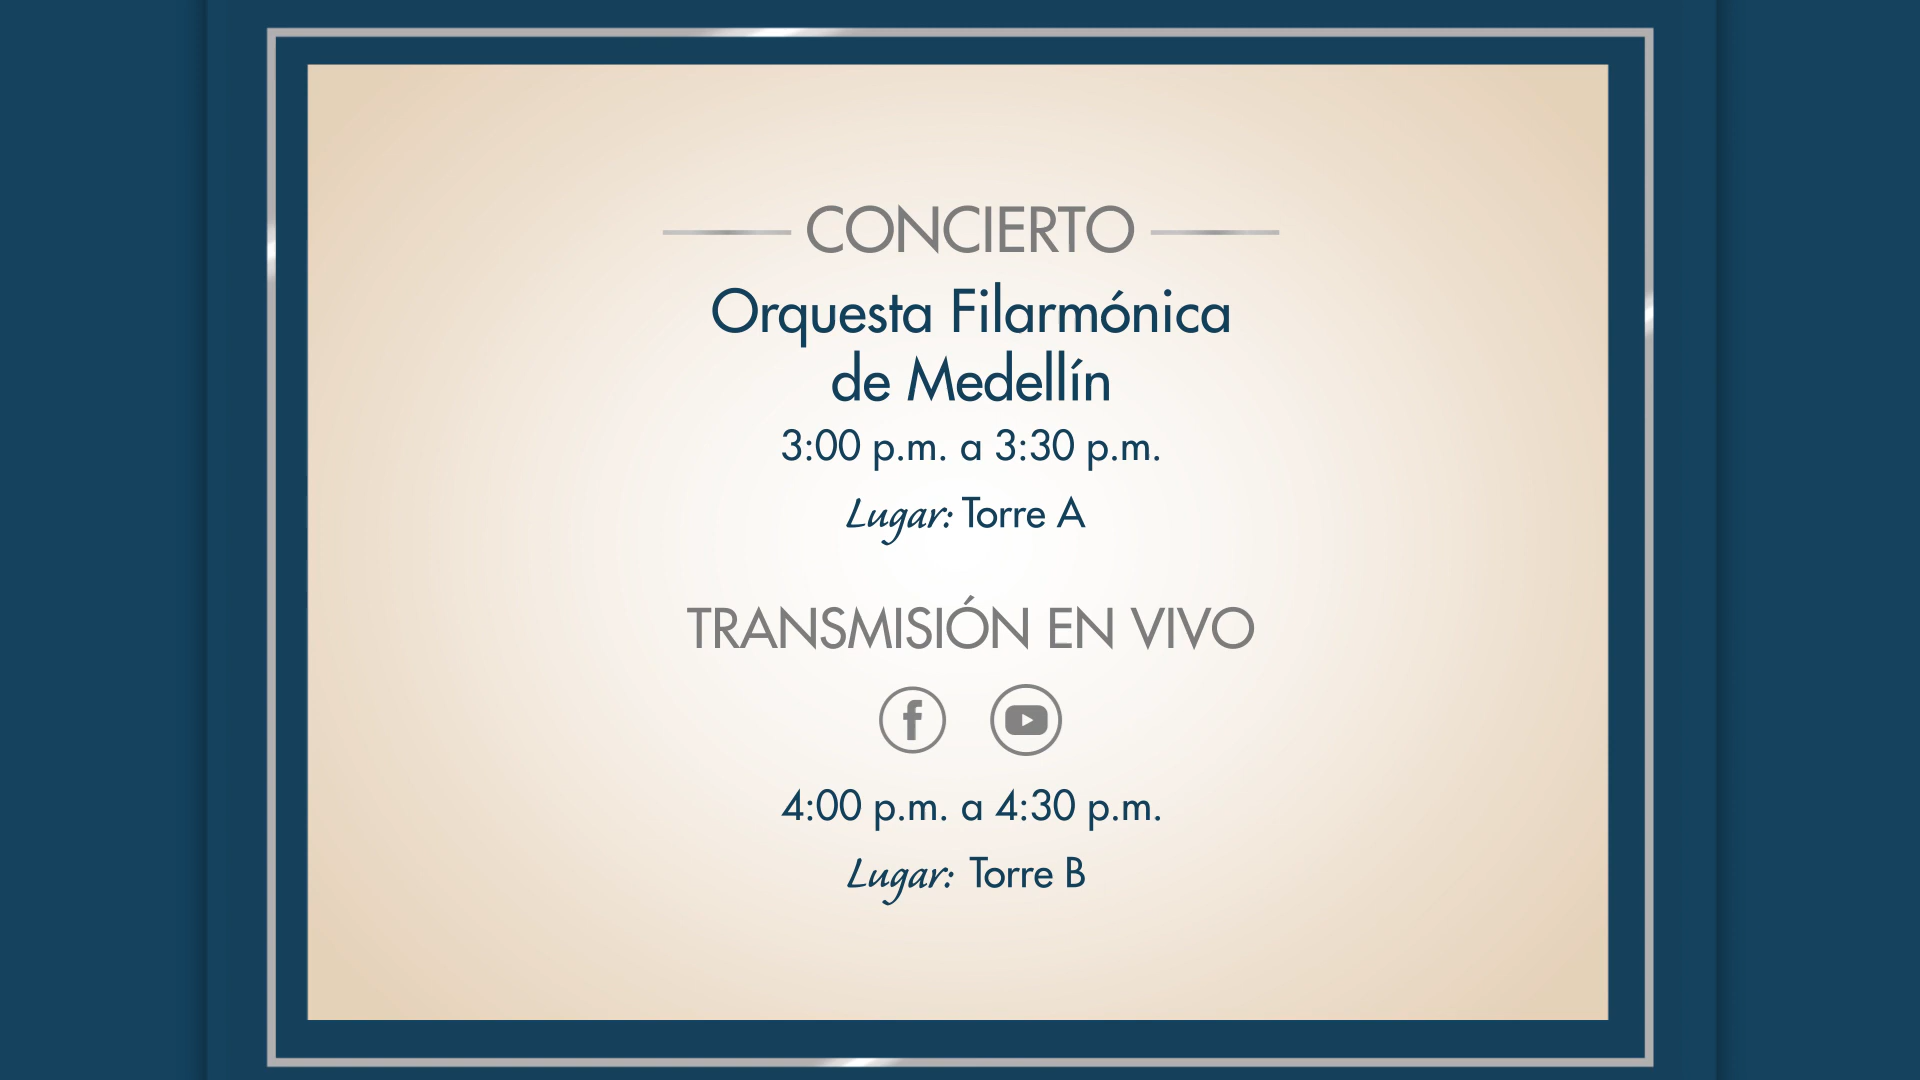 CONCIERTO
Orquesta Filarmónica
de Medellín
3:00 p.m. a 3:30 p.m.
Lugar: Torre A
TRANSMISIÓN EN VIVO
4:00 p.m. a 4:30 p.m.
Lugar: Torre B